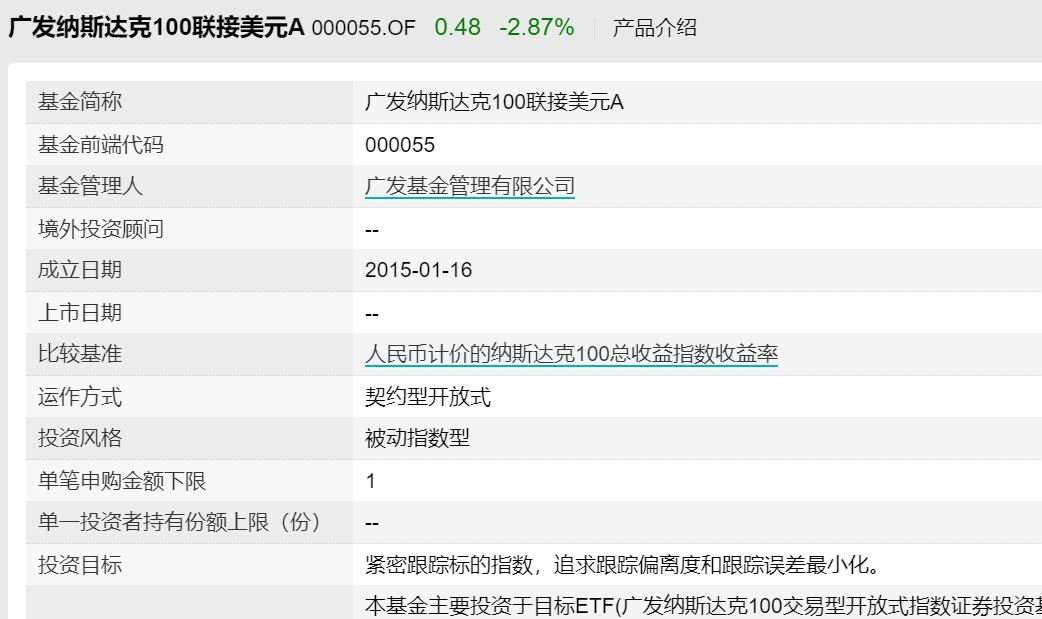 广发纳斯达克100联接美元A 000055.OF 0.48 -2.87% 产品介绍
基金简称 广发纳斯达克100联接美元A
基金前端代码 000055
基金管理人 广发基金管理有限公司
境外投资顾问 --
成立日期 2015-01-16
上市日期 --
比较基准 人民币计价的纳斯达克100总收益指数收益率
运作方式 契约型开放式
投资风格 被动指数型
单笔申购金额下限 1
单一投资者持有份额上限（份） --
投资目标 紧密跟踪标的指数，追求跟踪偏离度和跟踪误差最小化。
本基金主要投资于目标ETF(广发纳斯达克100交易型开放式指数证券投资基